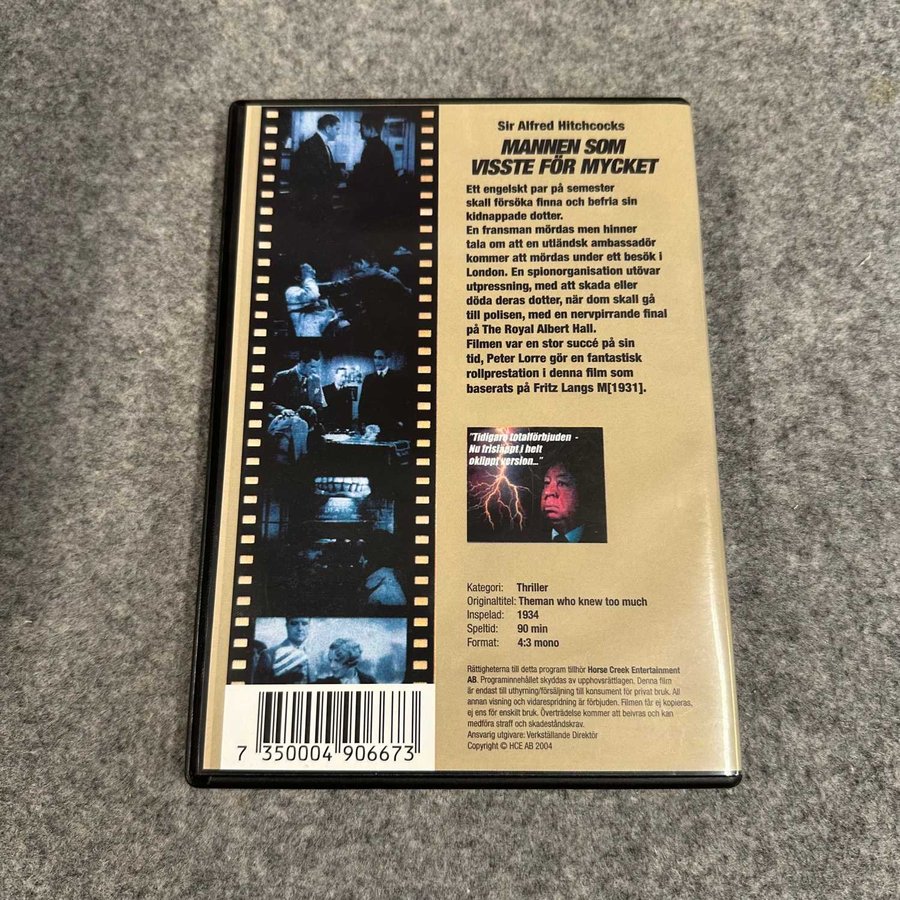 Sir Alfred Hitchcocks
MANNEN SOM
VISSTE FÖR MYCKET
Ett engelskt par på semester
skall försöka finna och befria sin
kidnappade dotter.
En fransman mördas men hinner
tala om att en utländsk ambassadör
kommer att mördas under ett besök i
London. En spionorganisation utövar
utpressning, med att skada eller
döda deras dotter, när dom skall gå
till polisen, med en nervpirrande final
på The Royal Albert Hall.
Filmen var en stor succé på sin
tid, Peter Lorre gör en fantastisk
rollprestation i denna film som
baserats på Fritz Langs M[1931].
"Tidigare totalförbjuden -
Nu frisläppt i helt
oklippt version..."
Kategori: Thriller
Originaltitel: Theman who knew too much
Inspelad: 1934
Speltid: 90 min
Format: 4:3 mono
Rättigheterna till detta program tillhör Horse Creek Entertainment
AB. Programinnehållet skyddas av upphovsrättlagen. Denna film
är endast till uthyrning/försäljning till konsument för privat bruk. All
annan visning och vidarespridning är förbjuden. Filmen får ej kopieras,
ej ens för enskilt bruk. Överträdelse kommer att beivras och kan
medföra straff och skadeståndskrav.
Ansvarig utgivare: Verkställande Direktör
Copyright © HCE AB 2004
7 350004 906673